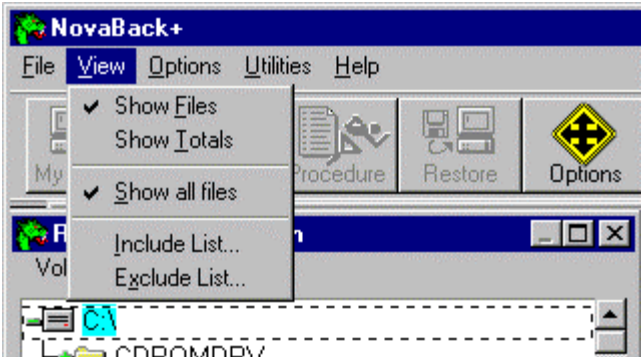 NovaBack+
File View Options Utilities Help
Show Files
Show Totals
Show all files
Include List...
Exclude List...
My
Procedure
Restore
Options
Vol
C:\
CDROMDRV